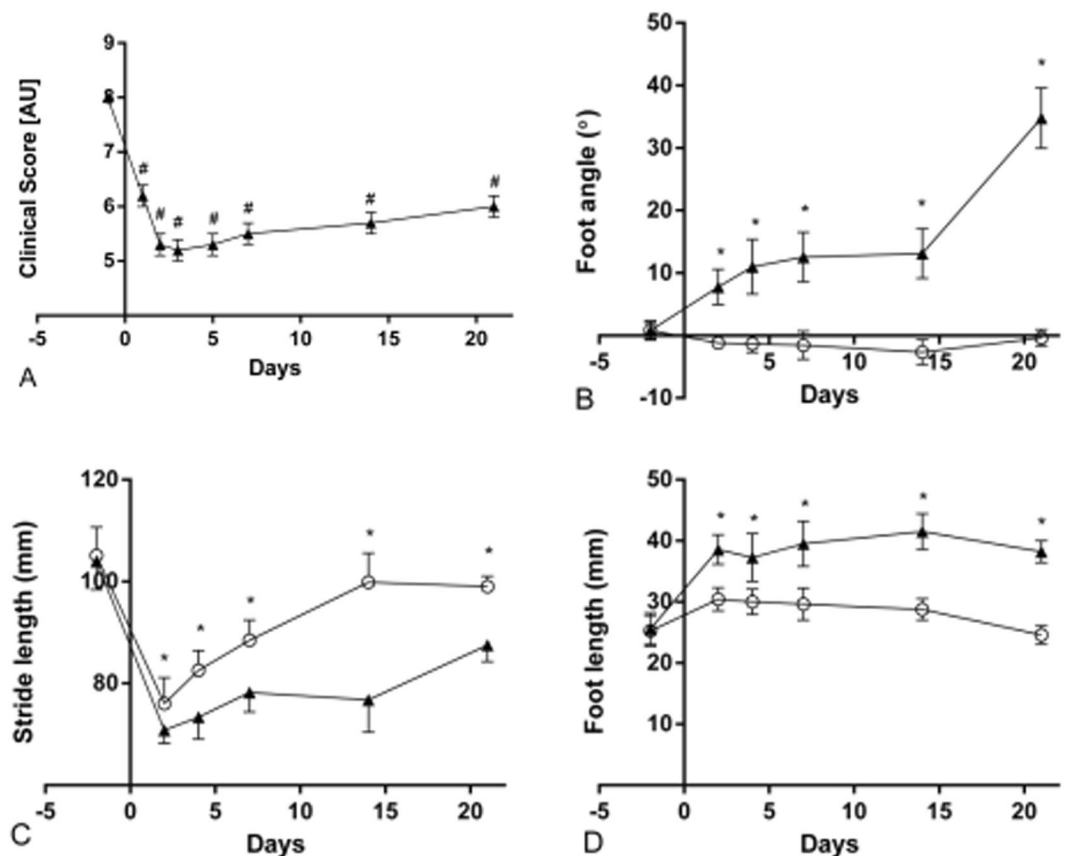 9
8
7
6
5
# # # # # # #
-5 0 5 10 15 20
Clinical Score [AU]
Days
A
50
40
30
20
10
-10
* * * * *
-5 5 10 15 20
Foot angle (°)
Days
B
120
100
80
* * * * *
-5 0 5 10 15 20
Stride length (mm)
Days
C
50
40
30
20
10
* * * * *
-5 0 5 10 15 20
Foot length (mm)
Days
D